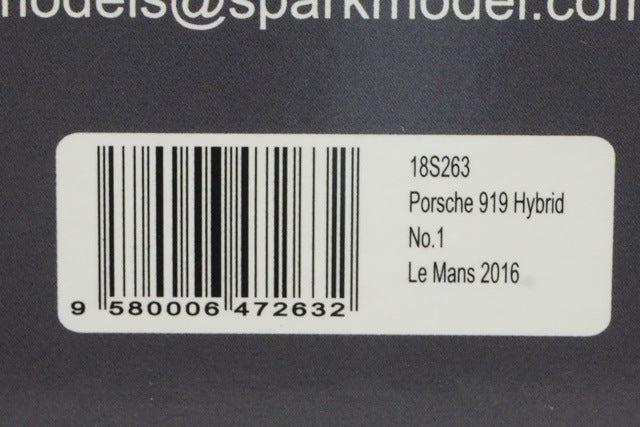 models@sparkmodel.com
18S263
Porsche 919 Hybrid
No.1
Le Mans 2016
9 580006 472632